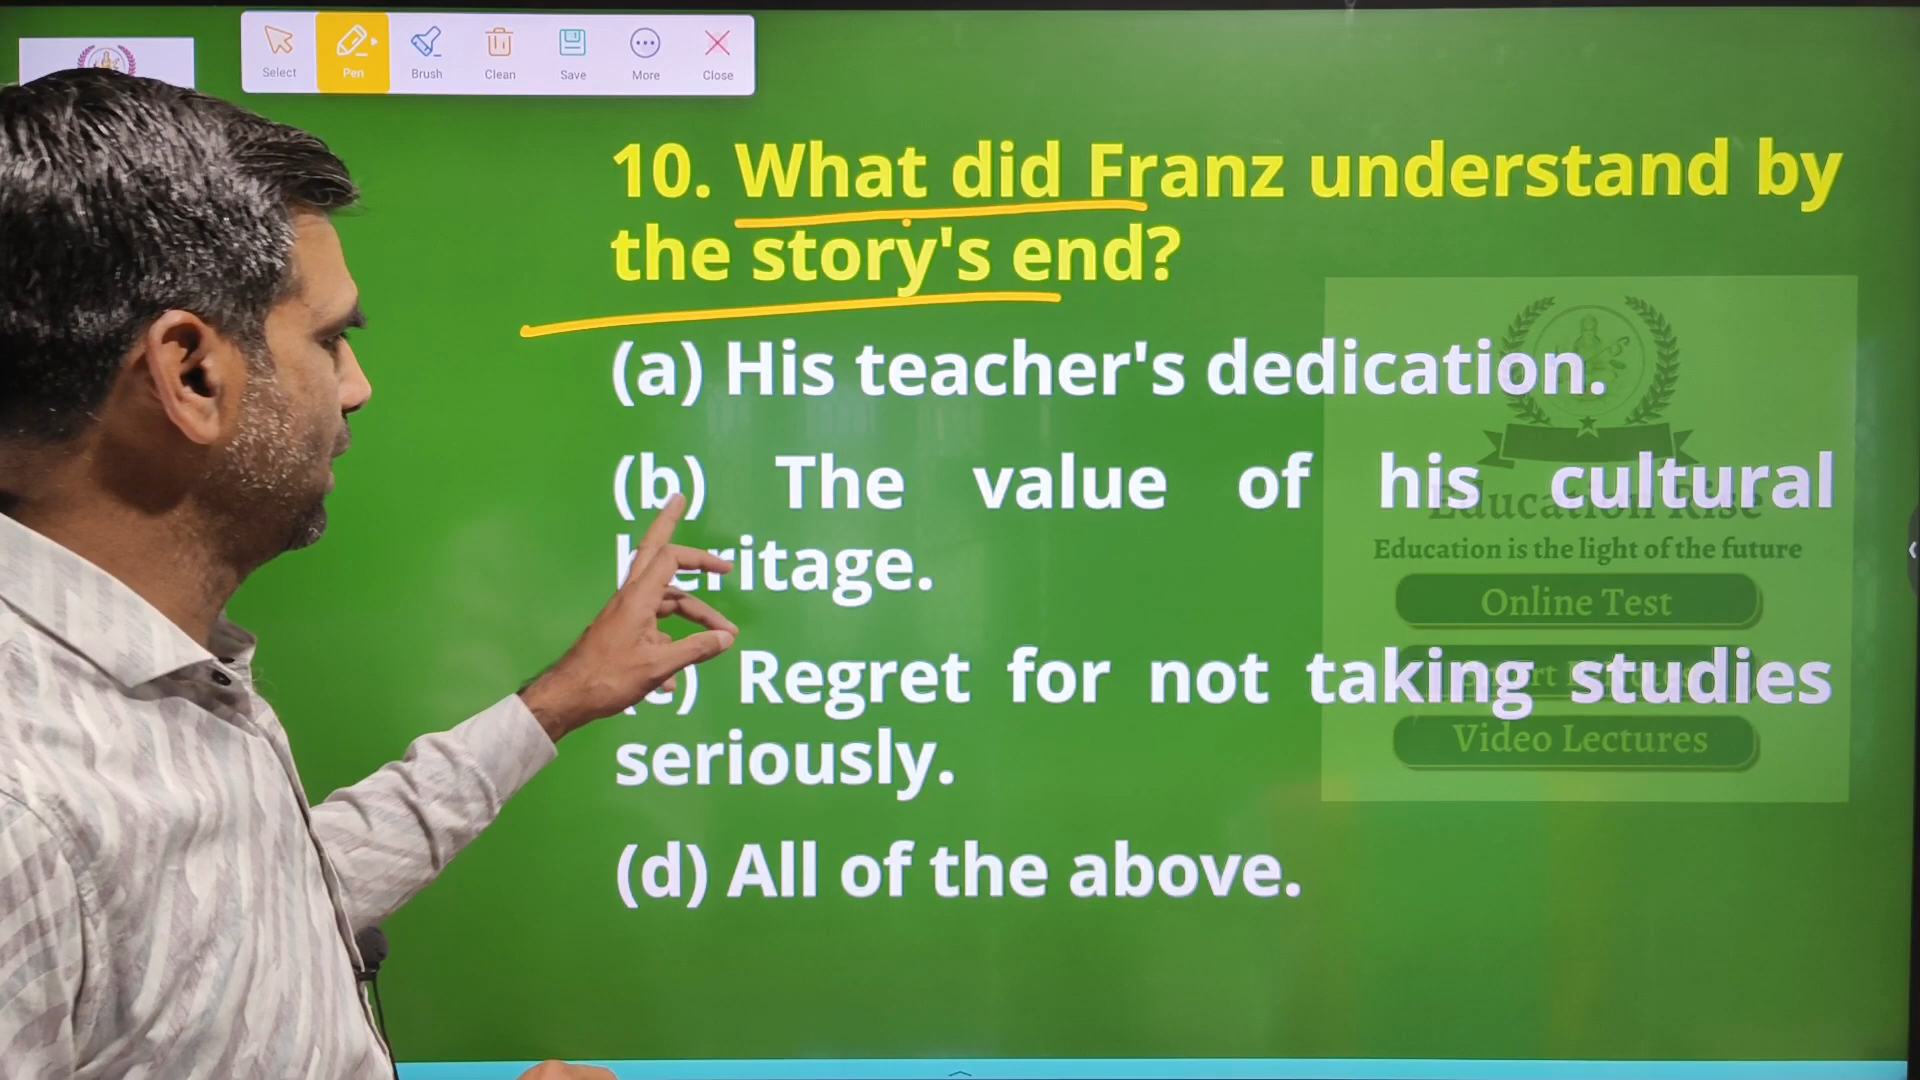 Select Pen Brush Clean Save More Close
10. What did Franz understand by
the story's end?
(a) His teacher's dedication.
(b) The value of his cultural
heritage.
(c) Regret for not taking studies
seriously.
(d) All of the above.
Education Rise
Education is the light of the future
Online Test
Video Lectures